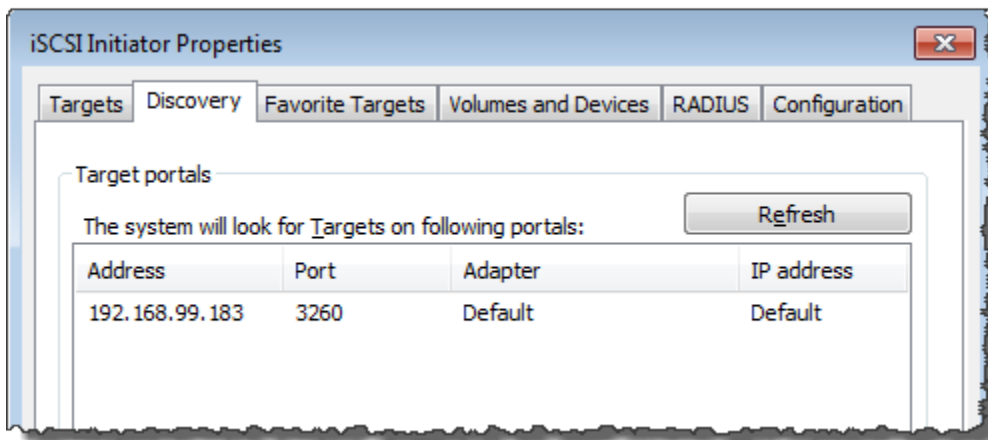 iSCSI Initiator Properties
Targets Discovery Favorite Targets Volumes and Devices RADIUS Configuration
Target portals
Refresh
The system will look for Targets on following portals:
Address Port Adapter IP address
192.168.99.183 3260 Default Default